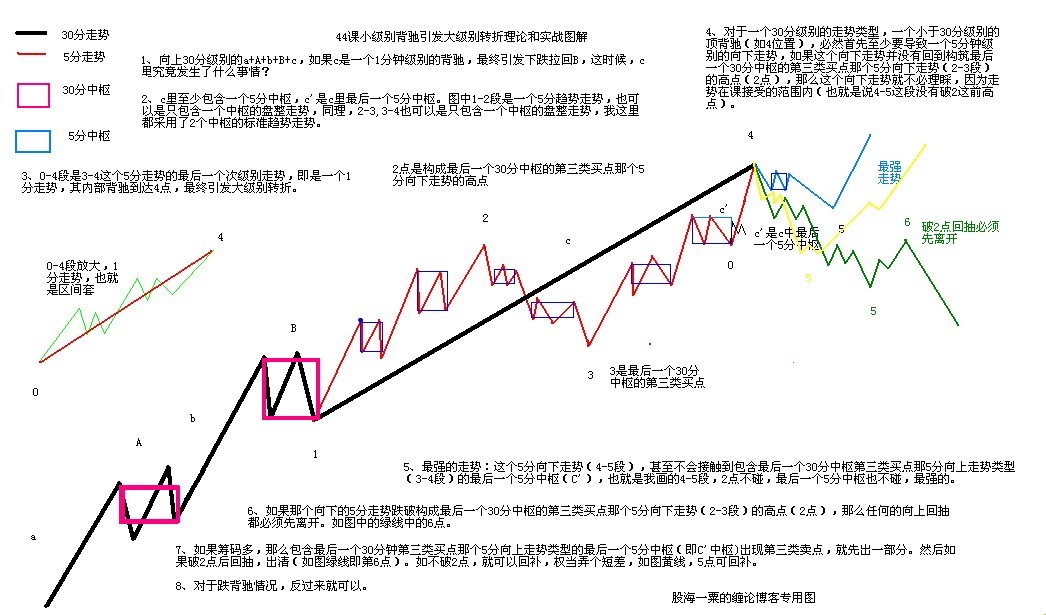 44课小级别背驰引发大级别转折理论和实战图解
30分走势
5分走势
30分中枢
5分中枢
1、向上30分级别的a+A+b+B+c，如果c是一个1分钟级别的背驰，最终引发下跌拉回B，这时候，c
里究竟发生了什么事情？
2、c里至少包含一个5分中枢，c'是c里最后一个5分中枢。图中1-2段是一个5分趋势走势，也可
以是只包含一个中枢的盘整走势，同理，2-3,3-4也可以是只包含一个中枢的盘整走势，我这里
都采用了2个中枢的标准趋势走势。
3、0-4段是3-4这个5分走势的最后一个次级别走势，即是一个1
分走势，其内部背驰到达4点，最终引发大级别转折。
4、对于一个30分级别的走势类型，一个小于30分级别的
顶背驰（如4位置），必然首先至少要导致一个5分钟级
别的向下走势，如果这个向下走势并没有回到构筑最后
一个30分中枢的第三类买点那个5分向下走势(2-3段)
的高点(2点)，那么这个向下走势就不必理睬，因为走
势在课接受的范围内(也就是说4-5这段没有破2这前高
点)。
2点是构成最后一个30分中枢的第三类买点那个5
分向下走势的高点
4
最强
走势
c'
c'是c中最后
一个5分中枢
5
6
破2点回抽必须
先离开
2
c
0
5
5
4
0-4段放大，1
分走势，也就
是区间套
0
B
3
3是最后一个30分
中枢的第三类买点
b
A
1
a
5、最强的走势：这个5分向下走势(4-5段)，甚至不会接触到包含最后一个30分中枢第三类买点那5分向上走势类型
(3-4段)的最后一个5分中枢(C')，也就是我画的4-5段，2点不碰，最后一个5分中枢也不碰，最强的。
6、如果那个向下的5分走势跌破构成最后一个30分中枢的第三类买点那个5分向下走势(2-3段)的高点(2点)，那么任何的向上回抽
都必须先离开。如图中的绿线中的6点。
7、如果筹码多，那么包含最后一个30分钟第三类买点那个5分向上走势类型的最后一个5分中枢(即C'中枢)出现第三类卖点，就先出一部分。然后如
果破2点后回抽，出清(如图绿线即第6点)。如不破2点，就可以回补，权当弄个短差，如图黄线，5点可回补。
8、对于跌背驰情况，反过来就可以。
股海一粟的缠论博客专用图